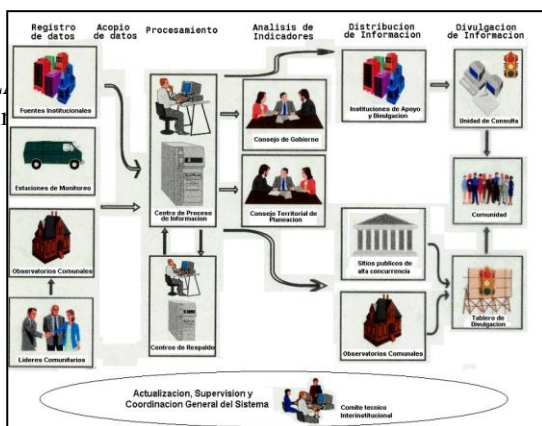 Registro de datos
Acopio de datos
Procesamiento
Analisis de Indicadores
Distribucion de Informacion
Divulgacion de Informacion
Fuentes Institucionales
Estaciones de Monitoreo
Observatorios Comunales
Lideres Comunitarios
Centro de Proceso de Informacion
Centros de Respaldo
Consejo de Gobierno
Consejo Territorial de Planeacion
Instituciones de Apoyo y Divulgacion
Sitios publicos de alta concurrencia
Observatorios Comunales
Unidad de Consulta
Comunidad
Tablero de Divulgacion
Actualizacion, Supervision y
Coordinacion General del Sistema
Comite tecnico
Interinstitucional